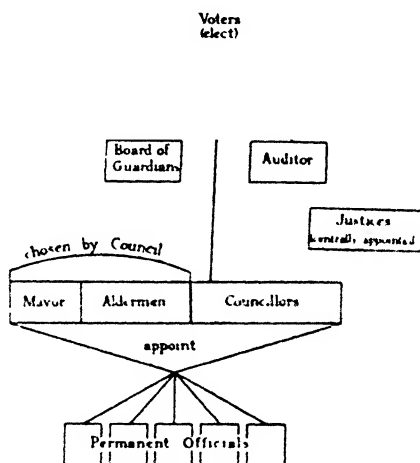 Voters
(elect)
Board of
Guardians
Auditor
Justices
centrally appointed
chosen by Council
Mayor
Aldermen
Councillors
appoint
Permanent Officials